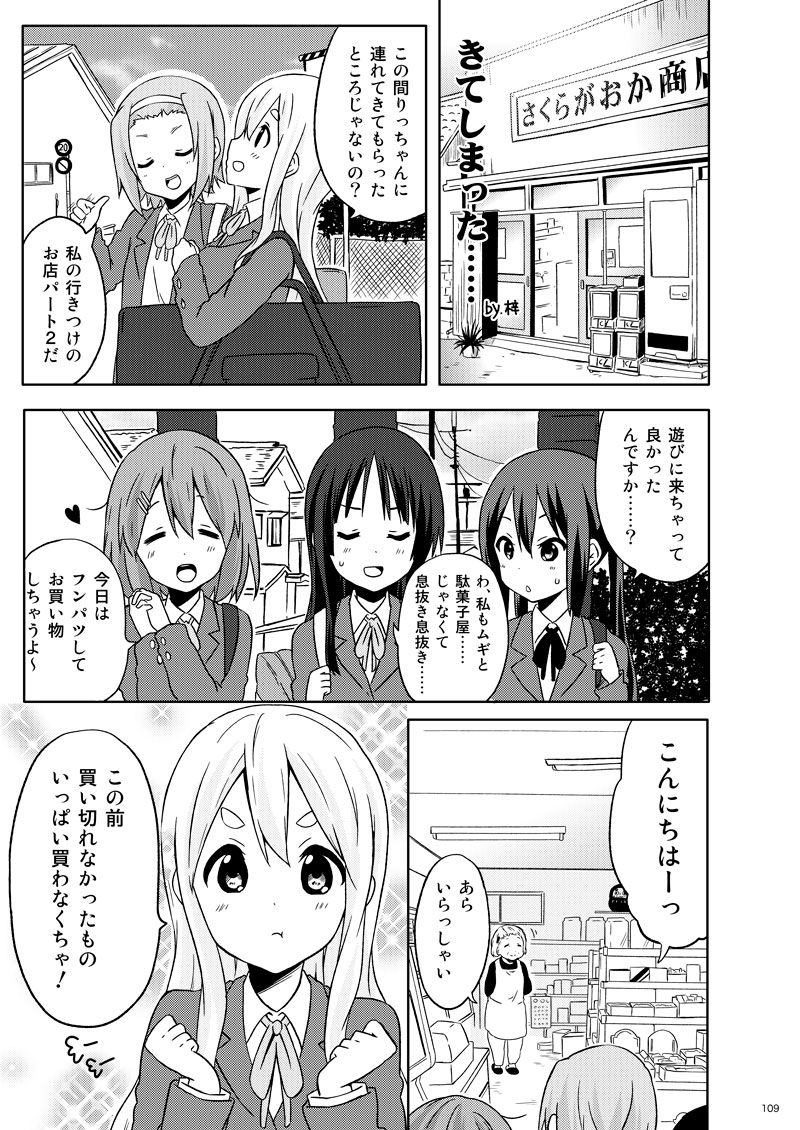 さくらがおか商店
きてしまった……
by.梓
この間りっちゃんに
連れてきてもらった
ところじゃないの？
20
私の行きつけの
お店パート2だ
遊びに来ちゃって
良かった
んですか……？
わ、私もムギと
駄菓子屋……
じゃなくて
息抜き息抜き……
今日は
フンパツして
お買い物
しちゃうよ～
こんにちはーっ
あら
いらっしゃい
この前
買い切れなかったもの
いっぱい買わなくちゃ！
109